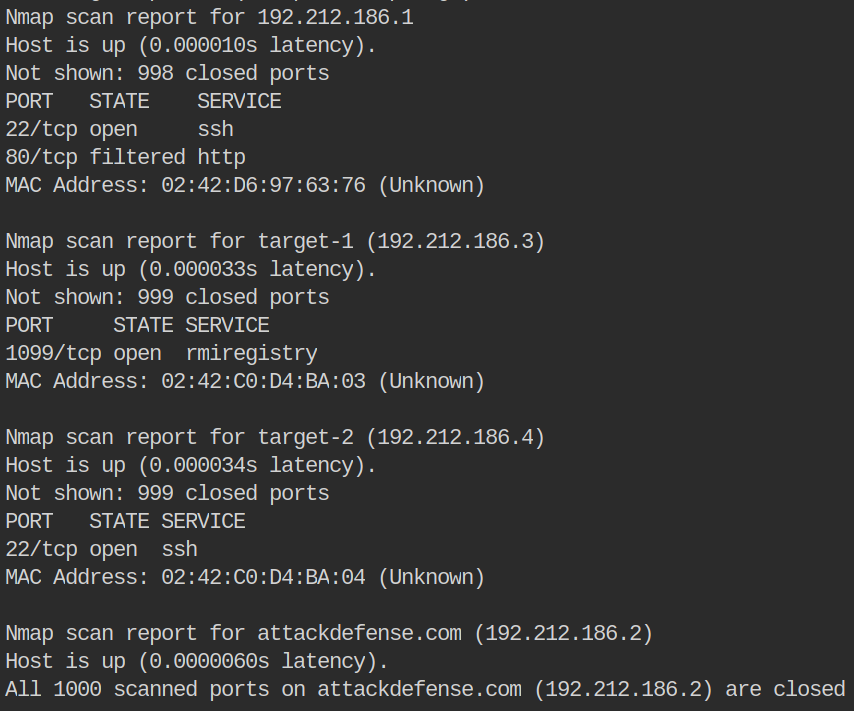 Nmap scan report for 192.212.186.1
Host is up (0.000010s latency).
Not shown: 998 closed ports
PORT   STATE    SERVICE
22/tcp open     ssh
80/tcp filtered http
MAC Address: 02:42:D6:97:63:76 (Unknown)

Nmap scan report for target-1 (192.212.186.3)
Host is up (0.000033s latency).
Not shown: 999 closed ports
PORT     STATE SERVICE
1099/tcp open  rmiregistry
MAC Address: 02:42:C0:D4:BA:03 (Unknown)

Nmap scan report for target-2 (192.212.186.4)
Host is up (0.000034s latency).
Not shown: 999 closed ports
PORT   STATE SERVICE
22/tcp open  ssh
MAC Address: 02:42:C0:D4:BA:04 (Unknown)

Nmap scan report for attackdefense.com (192.212.186.2)
Host is up (0.0000060s latency).
All 1000 scanned ports on attackdefense.com (192.212.186.2) are closed